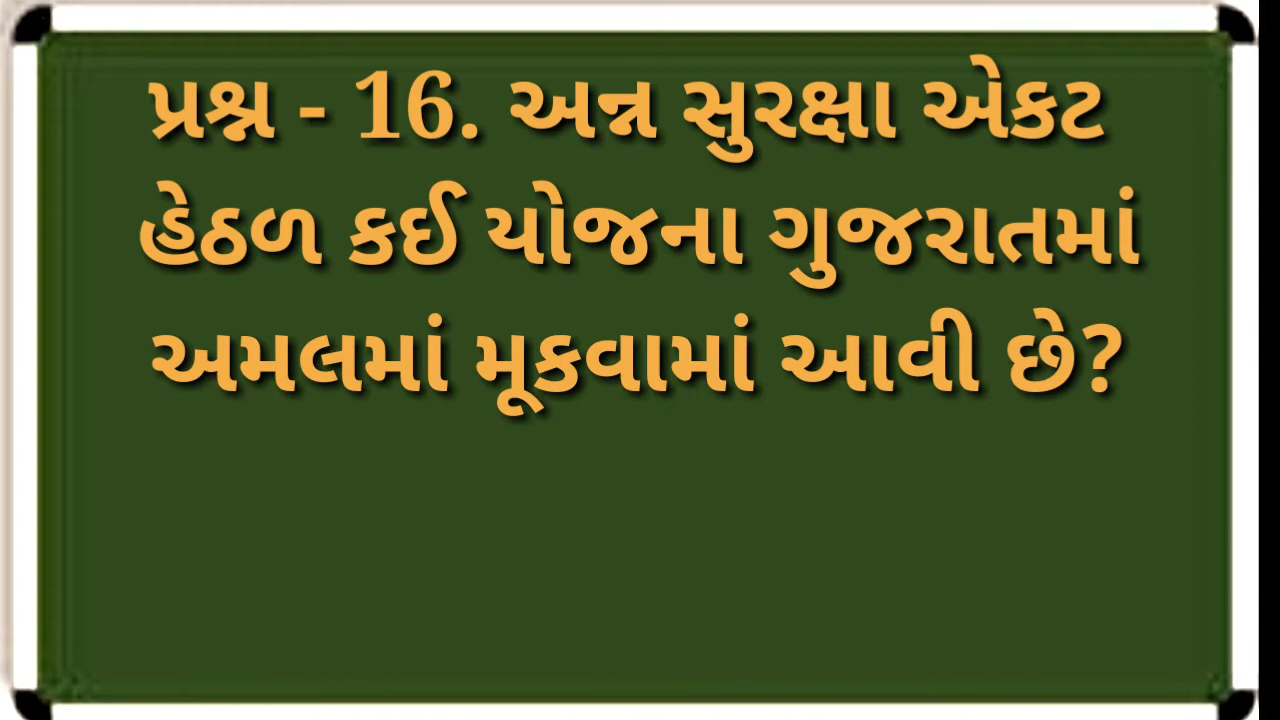 પ્રશ્ન - 16. અન્ન સુરક્ષા એકટ
હેઠળ કઈ યોજના ગુજરાતમાં
અમલમાં મૂકવામાં આવી છે?